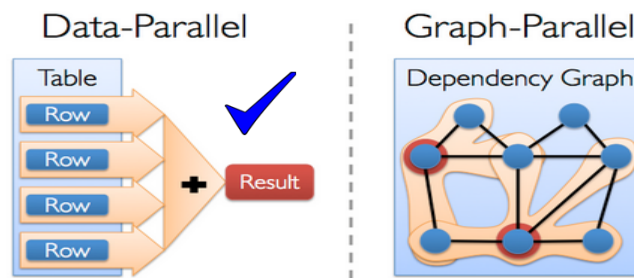 Data-Parallel
Table
Row
Row
Row
Row
+
Result
Graph-Parallel
Dependency Graph